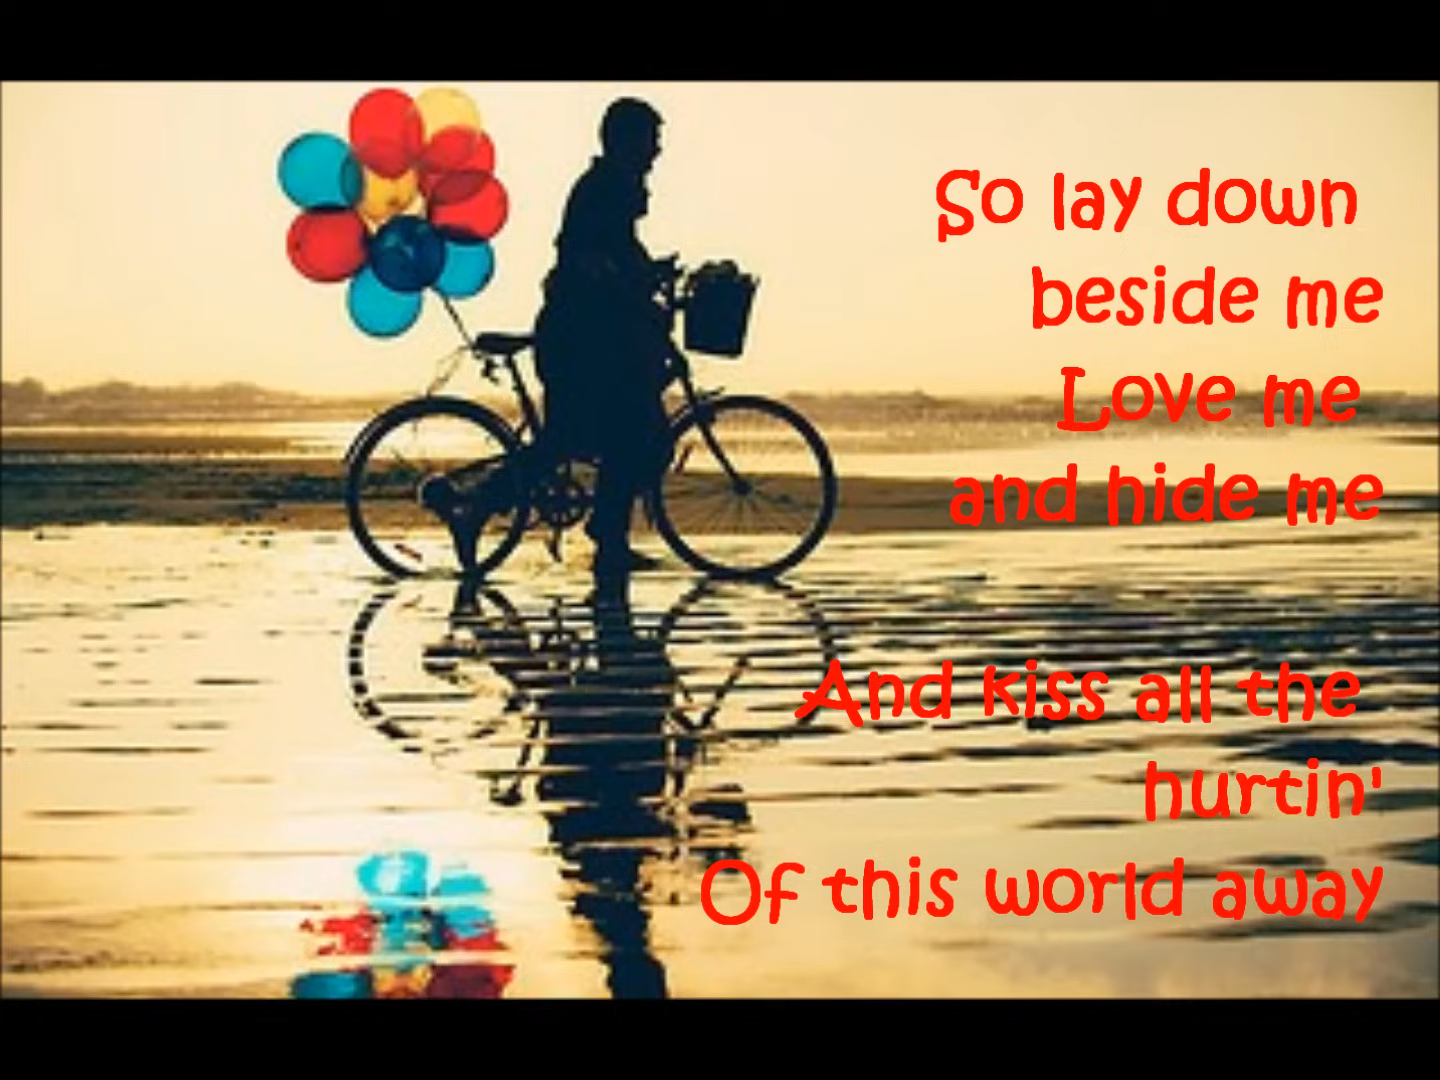 So lay down
beside me
Love me
and hide me
And kiss all the
hurtin'
Of this world away